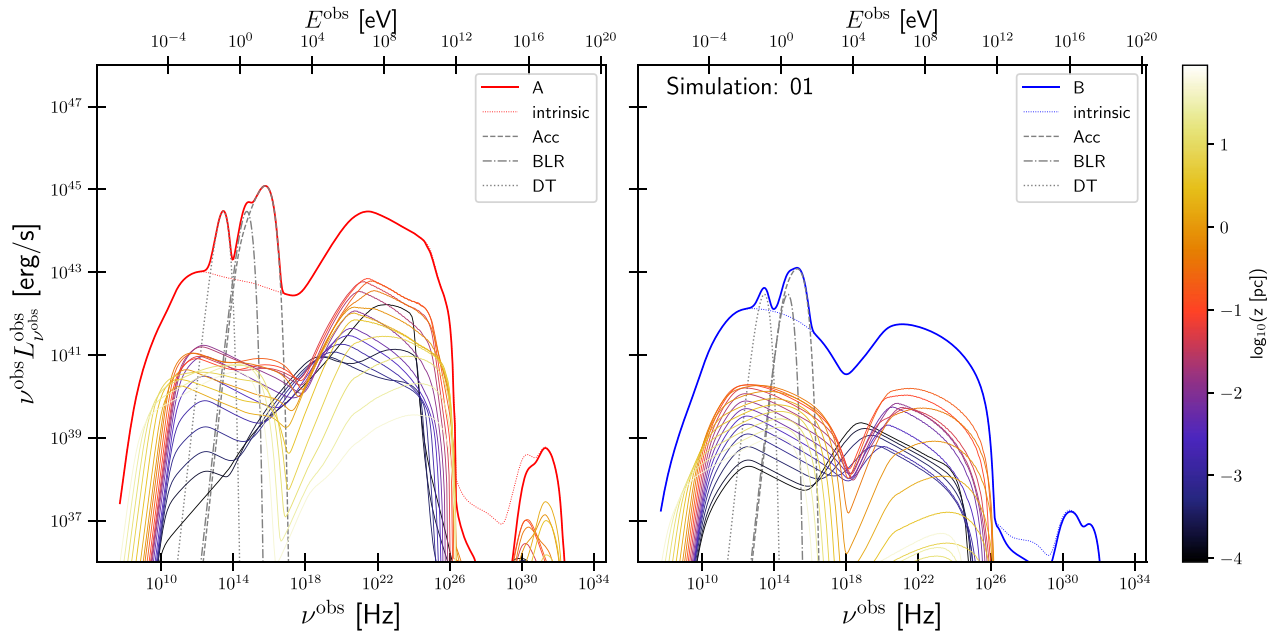 E^obs [eV]
10^−4 10^0 10^4 10^8 10^12 10^16 10^20
A
intrinsic
Acc
BLR
DT
10^47
10^45
10^43
10^41
10^39
10^37
ν^obs L^obs_ν^obs [erg/s]
10^10 10^14 10^18 10^22 10^26 10^30 10^34
ν^obs [Hz]
E^obs [eV]
10^−4 10^0 10^4 10^8 10^12 10^16 10^20
Simulation: 01
B
intrinsic
Acc
BLR
DT
10^10 10^14 10^18 10^22 10^26 10^30 10^34
ν^obs [Hz]
1
0
−1
−2
−3
−4
log10(z [pc])